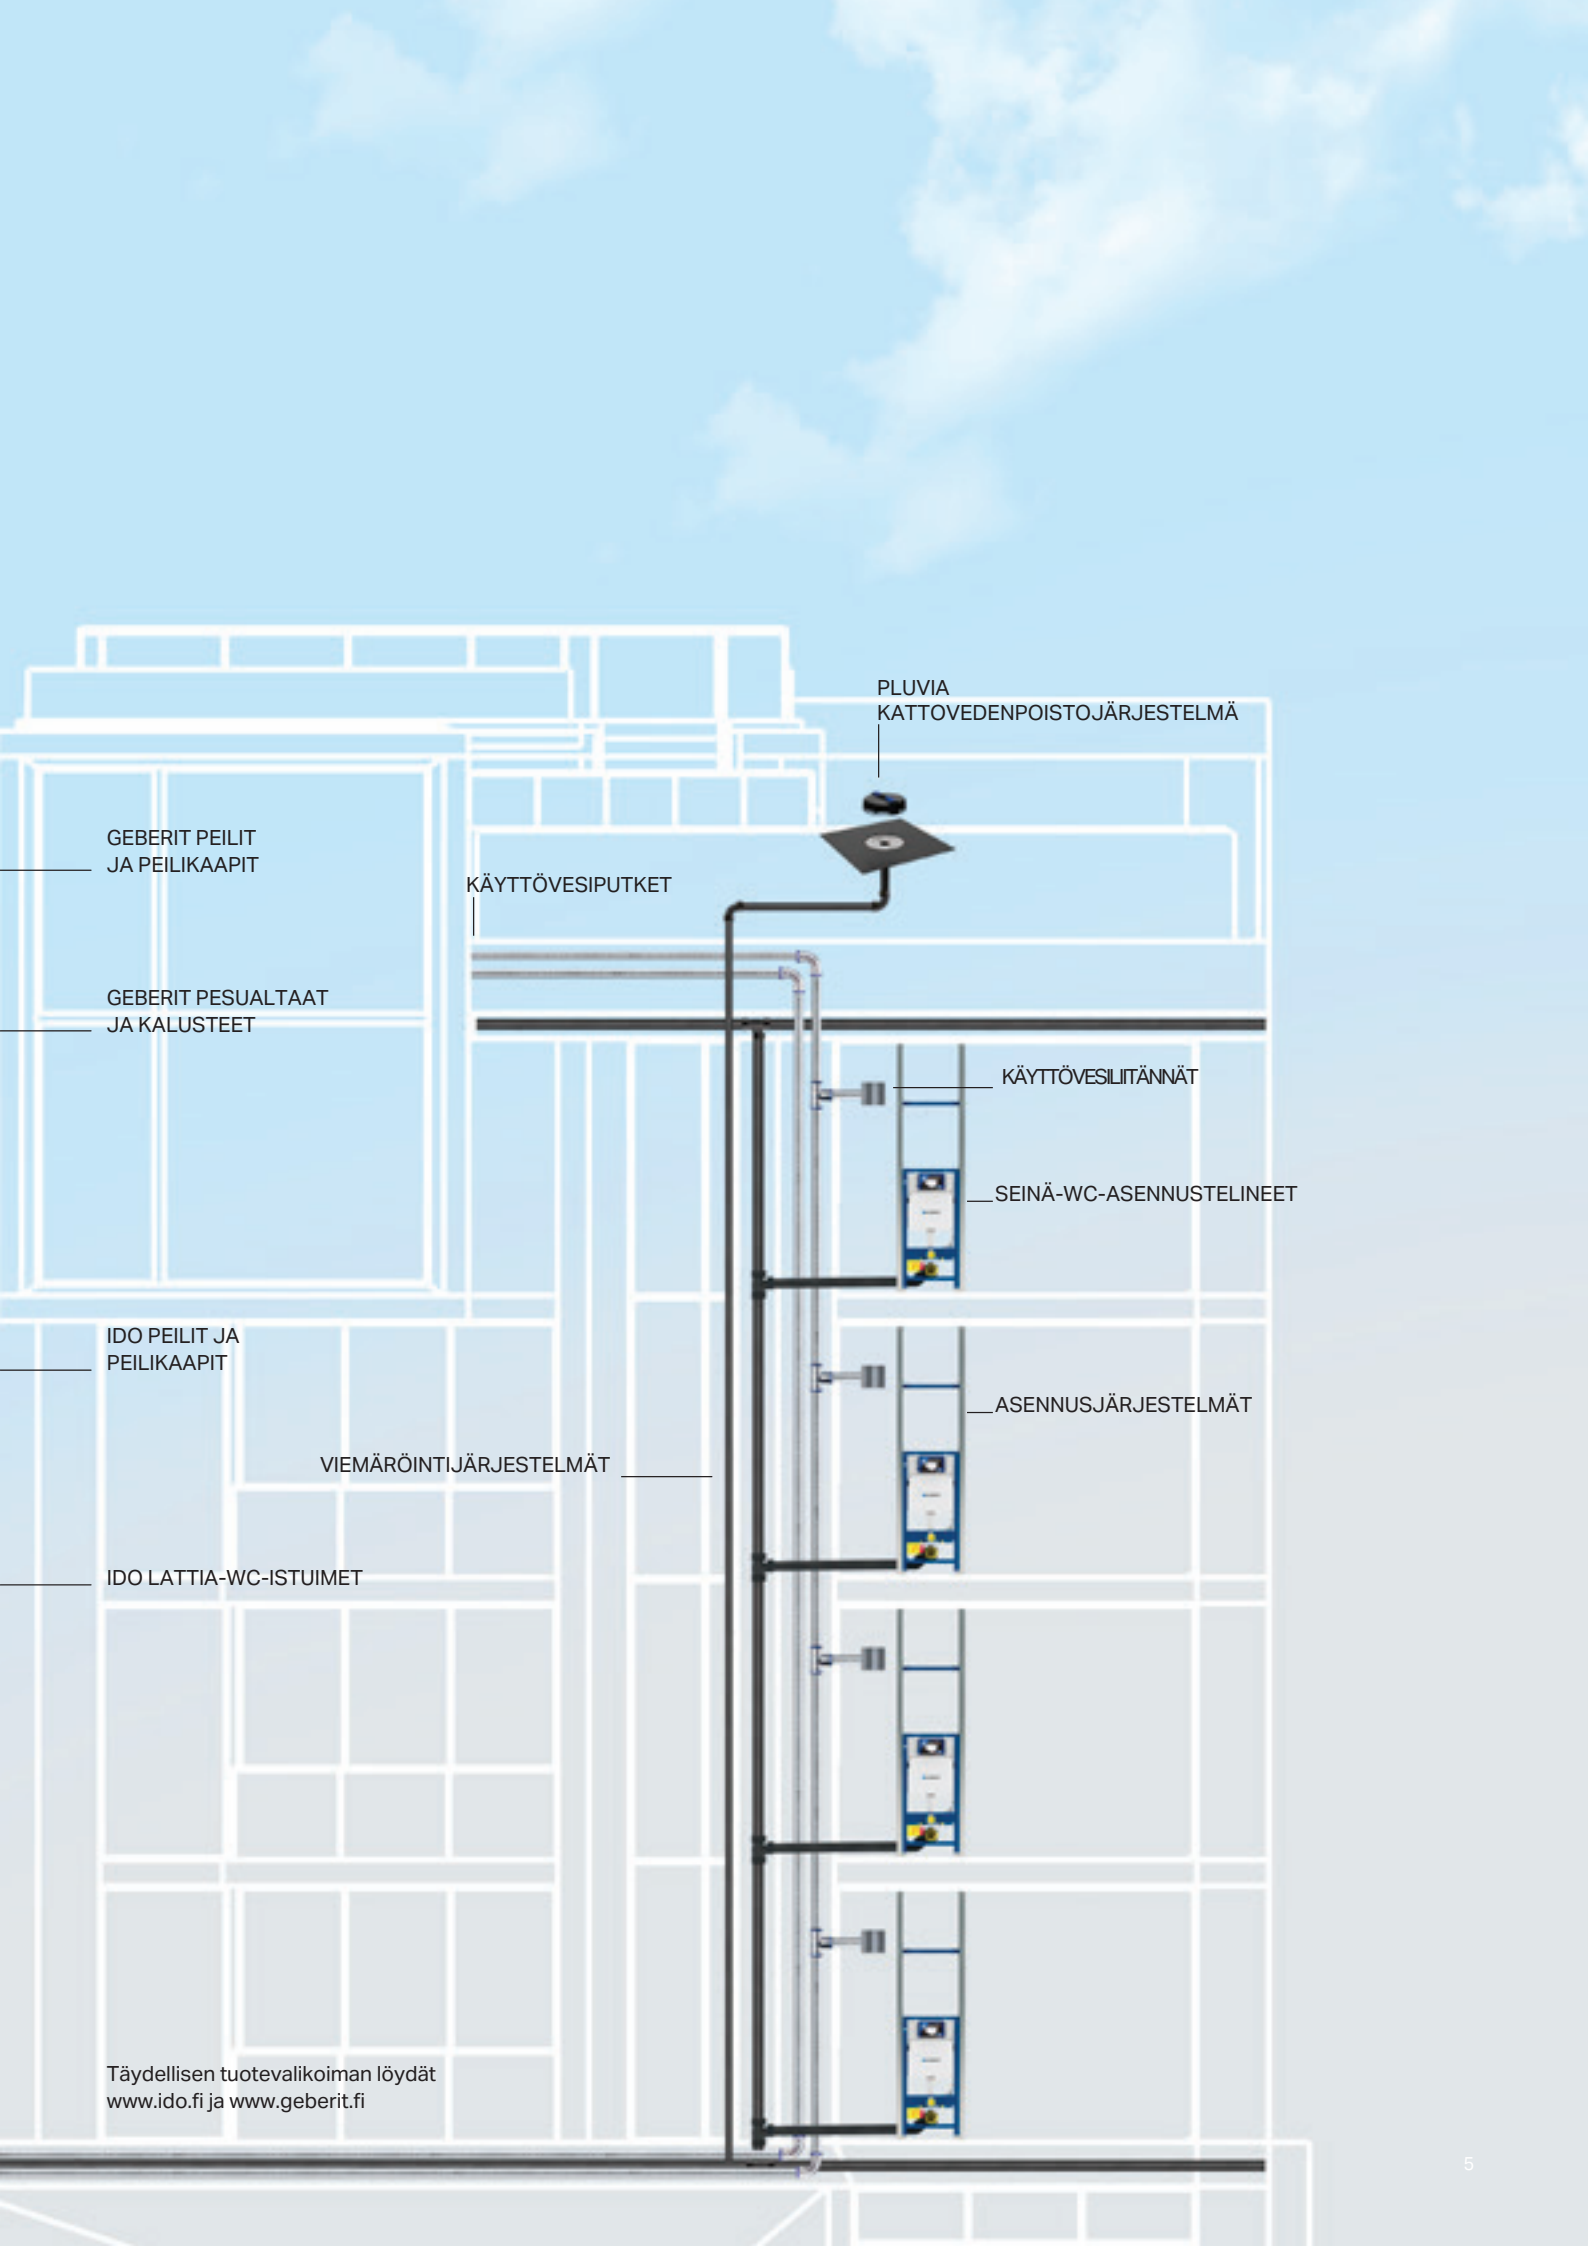 PLUVIA
KATTOVEDENPOISTOJÄRJESTELMÄ
GEBERIT PEILIT
JA PEILIKAAPIT
KÄYTTÖVESIPUTKET
GEBERIT PESUALTAAT
JA KALUSTEET
KÄYTTÖVESILIITÄNNÄT
SEINÄ-WC-ASENNUSTELINEET
IDO PEILIT JA
PEILIKAAPIT
ASENNUSJÄRJESTELMÄT
VIEMÄRÖINTIJÄRJESTELMÄT
IDO LATTIA-WC-ISTUIMET
Täydellisen tuotevalikoiman löydät
www.ido.fi ja www.geberit.fi
5